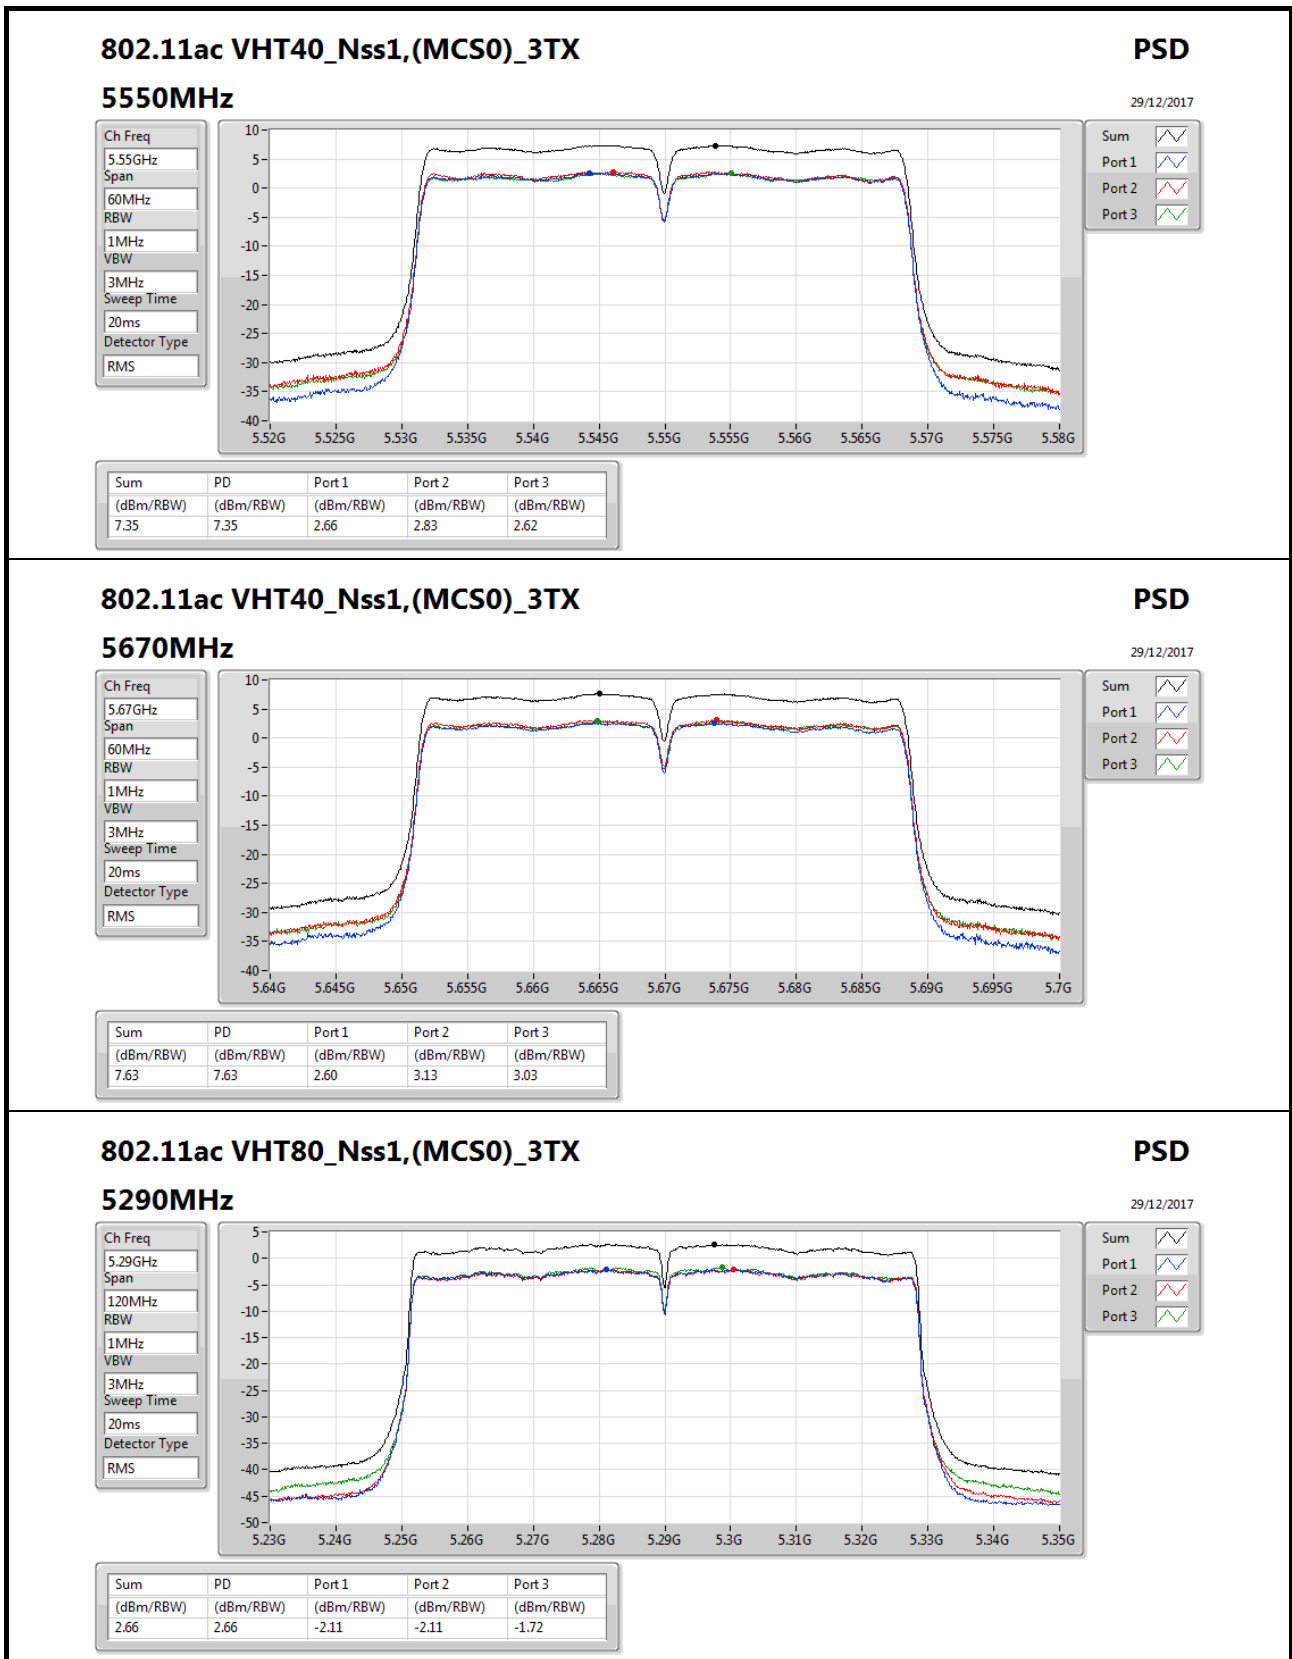 802.11ac VHT40_Nss1,(MCS0)_3TX PSD
5550MHz 29/12/2017
Ch Freq
5.55GHz
Span
60MHz
RBW
1MHz
VBW
3MHz
Sweep Time
20ms
Detector Type
RMS
10
5
0
-5
-10
-15
-20
-25
-30
-35
-40
5.52G 5.525G 5.53G 5.535G 5.54G 5.545G 5.55G 5.555G 5.56G 5.565G 5.57G 5.575G 5.58G
Sum
Port 1
Port 2
Port 3
Sum PD Port 1 Port 2 Port 3
(dBm/RBW) (dBm/RBW) (dBm/RBW) (dBm/RBW) (dBm/RBW)
7.35 7.35 2.66 2.83 2.62
802.11ac VHT40_Nss1,(MCS0)_3TX PSD
5670MHz 29/12/2017
Ch Freq
5.67GHz
Span
60MHz
RBW
1MHz
VBW
3MHz
Sweep Time
20ms
Detector Type
RMS
10
5
0
-5
-10
-15
-20
-25
-30
-35
-40
5.64G 5.645G 5.65G 5.655G 5.66G 5.665G 5.67G 5.675G 5.68G 5.685G 5.69G 5.695G 5.7G
Sum
Port 1
Port 2
Port 3
Sum PD Port 1 Port 2 Port 3
(dBm/RBW) (dBm/RBW) (dBm/RBW) (dBm/RBW) (dBm/RBW)
7.63 7.63 2.60 3.13 3.03
802.11ac VHT80_Nss1,(MCS0)_3TX PSD
5290MHz 29/12/2017
Ch Freq
5.29GHz
Span
120MHz
RBW
1MHz
VBW
3MHz
Sweep Time
20ms
Detector Type
RMS
5
0
-5
-10
-15
-20
-25
-30
-35
-40
-45
-50
5.23G 5.24G 5.25G 5.26G 5.27G 5.28G 5.29G 5.3G 5.31G 5.32G 5.33G 5.34G 5.35G
Sum
Port 1
Port 2
Port 3
Sum PD Port 1 Port 2 Port 3
(dBm/RBW) (dBm/RBW) (dBm/RBW) (dBm/RBW) (dBm/RBW)
2.66 2.66 -2.11 -2.11 -1.72